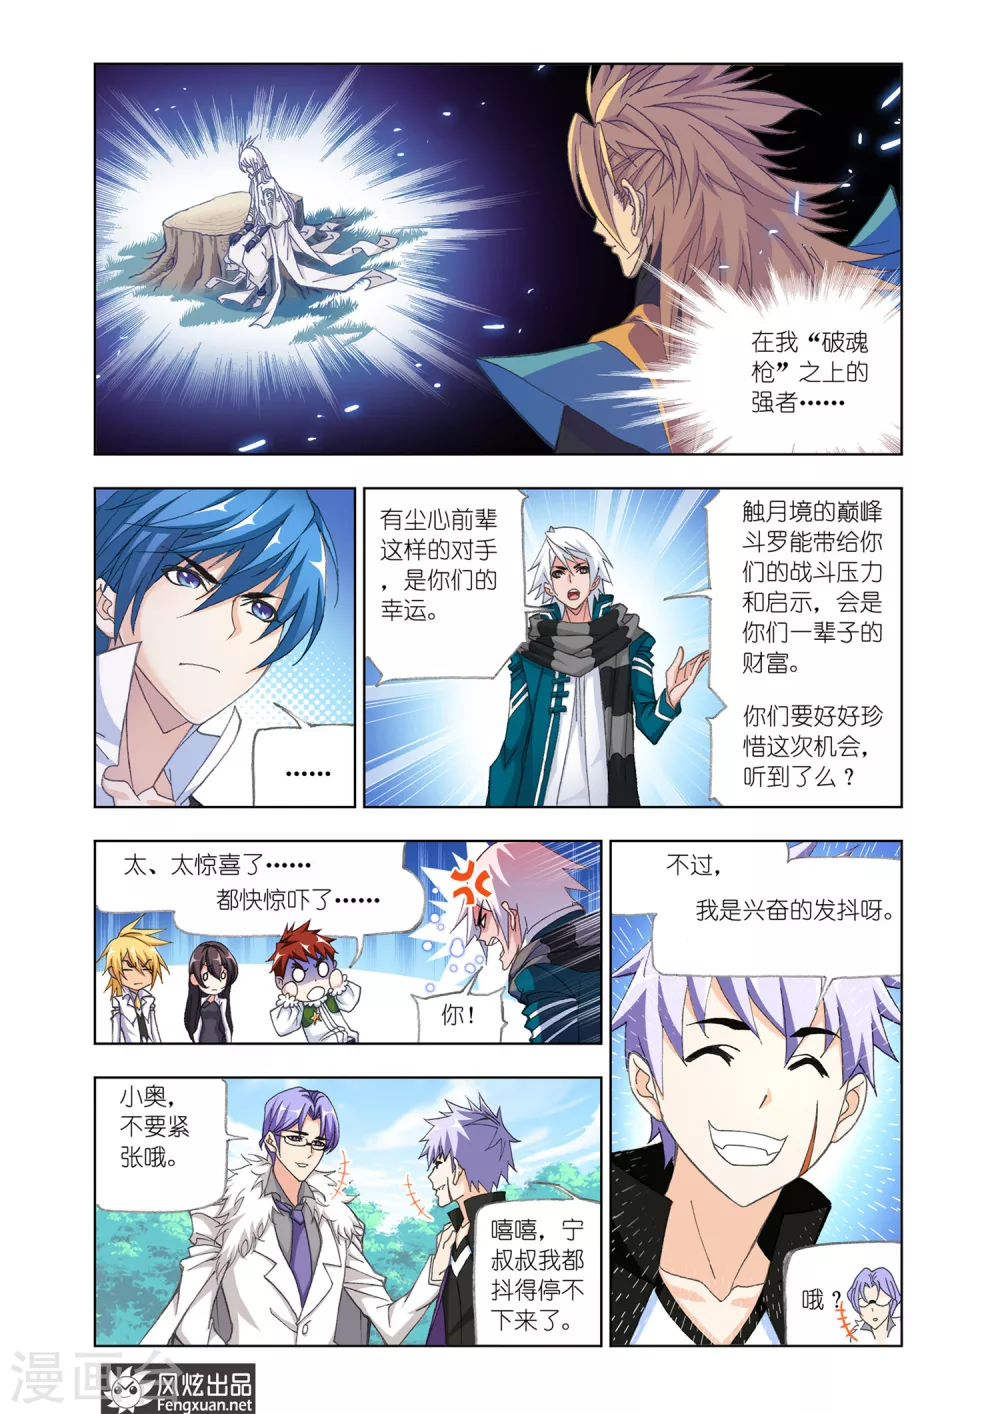 在我“破魂
枪”之上的
强者……
……
有尘心前辈
这样的对手
，是你们的
幸运。
触月境的巅峰
斗罗能带给你
们的战斗压力
和启示，会是
你们一辈子的
财富。
你们要好好珍
惜这次机会，
听到了么？
太、太惊喜了……
都快惊吓了……
你！
不过，
我是兴奋的发抖呀。
小奥，
不要紧
张哦。
嘻嘻，宁
叔叔我都
抖得停不
下来了。
哦？
漫画台
风炫出品
Fengxuan.net